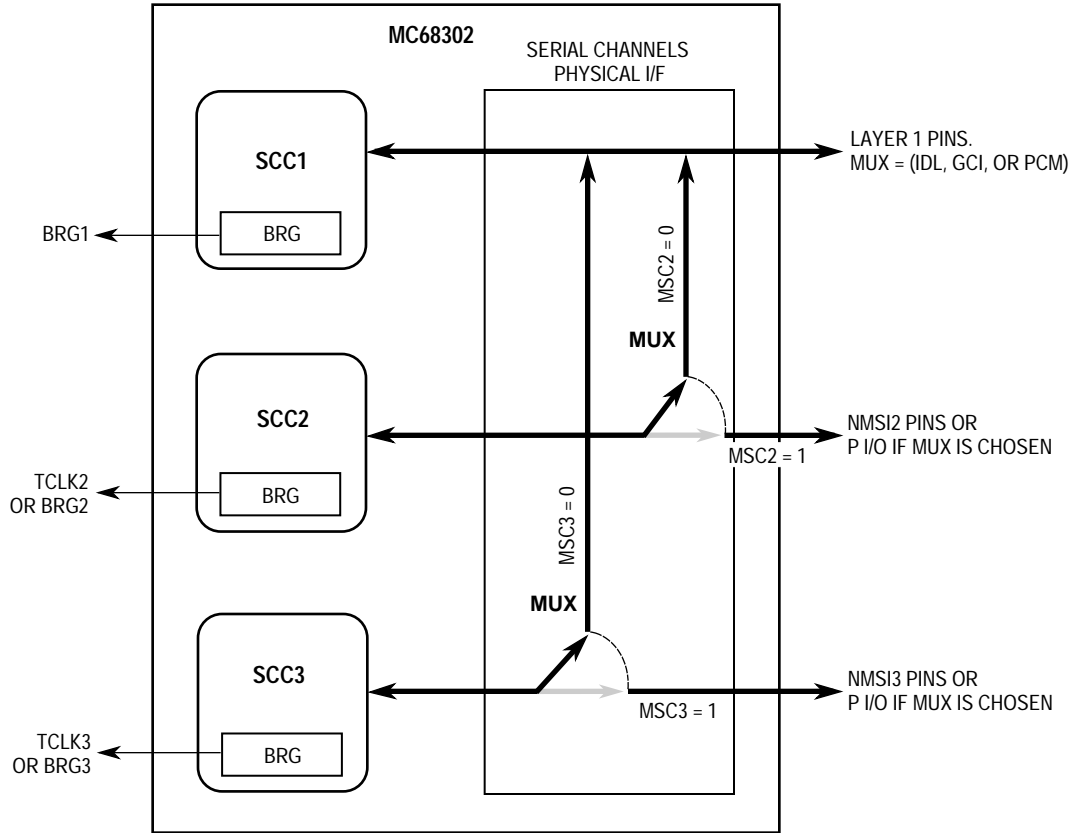 MC68302
SERIAL CHANNELS
PHYSICAL I/F
SCC1
LAYER 1 PINS.
MUX = (IDL, GCI, OR PCM)
BRG1
BRG
MSC2 = 0
MUX
SCC2
NMSI2 PINS OR
P I/O IF MUX IS CHOSEN
MSC2 = 1
TCLK2
OR BRG2
BRG
MSC3 = 0
MUX
SCC3
NMSI3 PINS OR
P I/O IF MUX IS CHOSEN
MSC3 = 1
TCLK3
OR BRG3
BRG